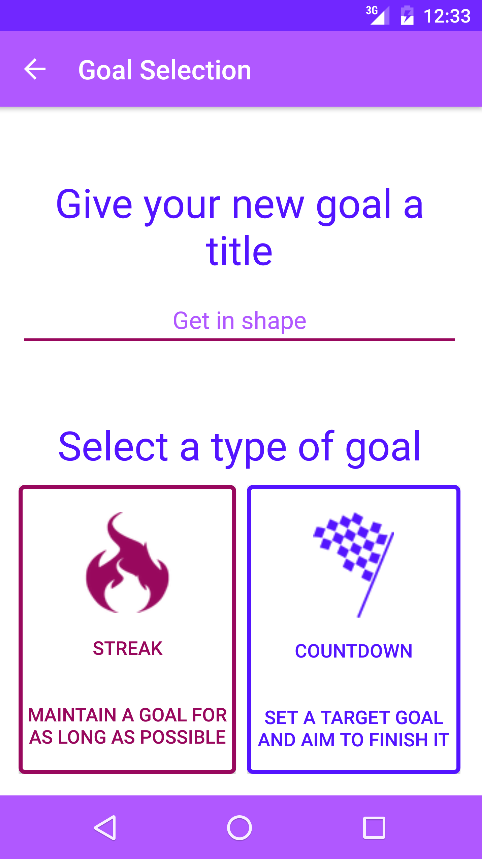 3G 12:33
Goal Selection
Give your new goal a
title
Get in shape
Select a type of goal
STREAK
MAINTAIN A GOAL FOR
AS LONG AS POSSIBLE
COUNTDOWN
SET A TARGET GOAL
AND AIM TO FINISH IT